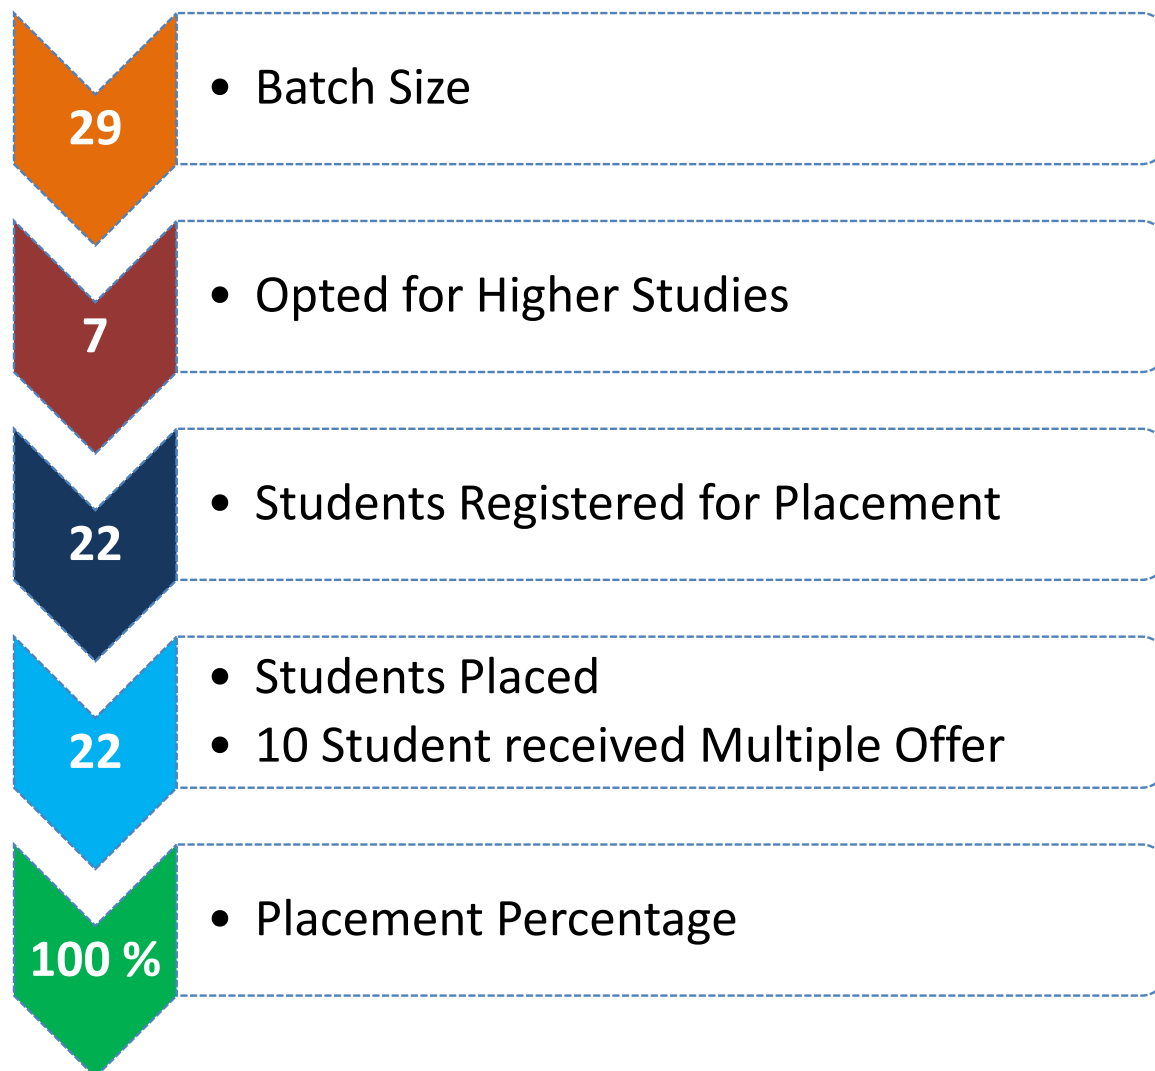 29
• Batch Size
7
• Opted for Higher Studies
22
• Students Registered for Placement
22
• Students Placed
• 10 Student received Multiple Offer
100 %
• Placement Percentage